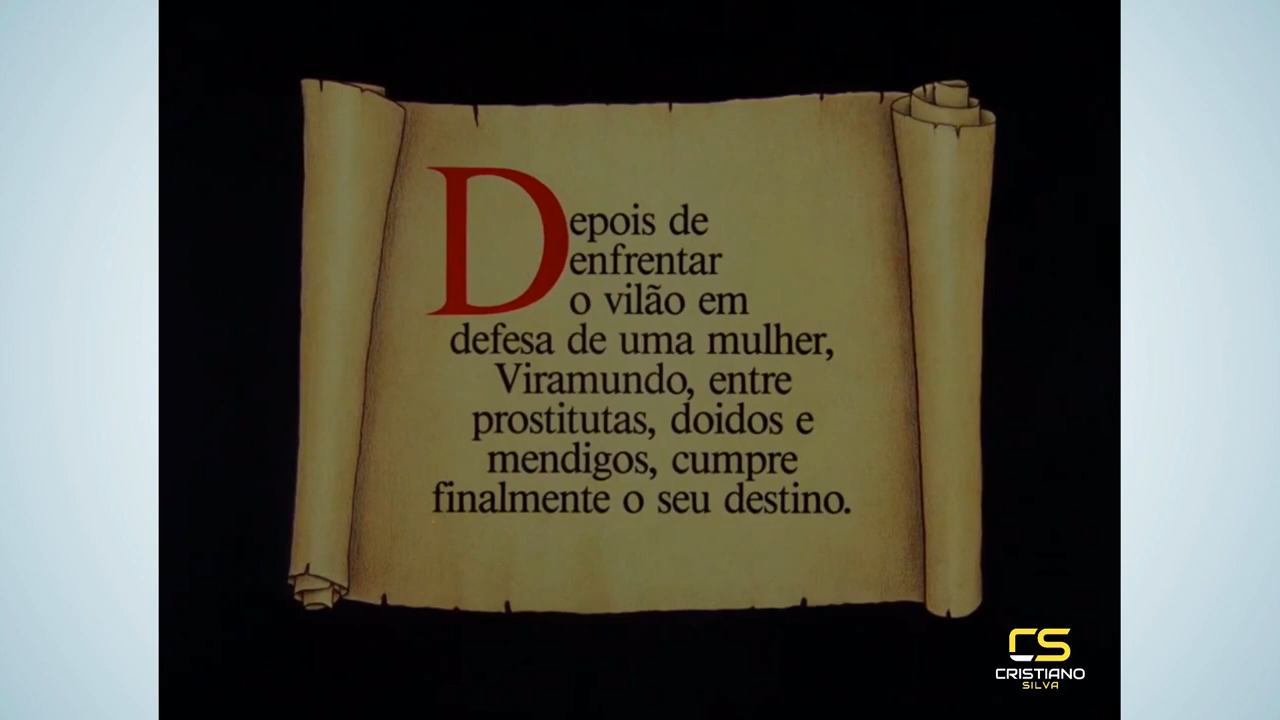 Depois de
enfrentar
o vilão em
defesa de uma mulher,
Viramundo, entre
prostitutas, doidos e
mendigos, cumpre
finalmente o seu destino.
CS
CRISTIANO
SILVA